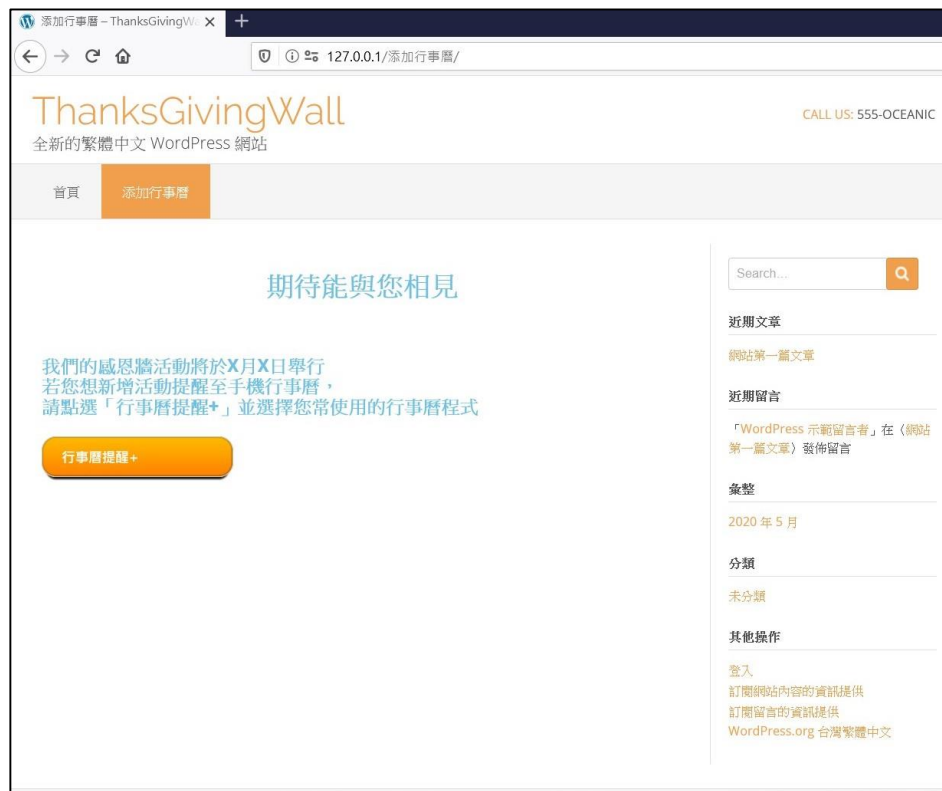 添加行事曆 – ThanksGivingWa
127.0.0.1/添加行事曆/
ThanksGivingWall
全新的繁體中文 WordPress 網站
CALL US: 555-OCEANIC
首頁
添加行事曆
期待能與您相見
我們的感恩牆活動將於X月X日舉行
若您想新增活動提醒至手機行事曆，
請點選「行事曆提醒+」並選擇您常使用的行事曆程式
行事曆提醒+
Search...
近期文章
網站第一篇文章
近期留言
「WordPress 示範留言者」在〈網站
第一篇文章〉發佈留言
彙整
2020 年 5 月
分類
未分類
其他操作
登入
訂閱網站內容的資訊提供
訂閱留言的資訊提供
WordPress.org 台灣繁體中文